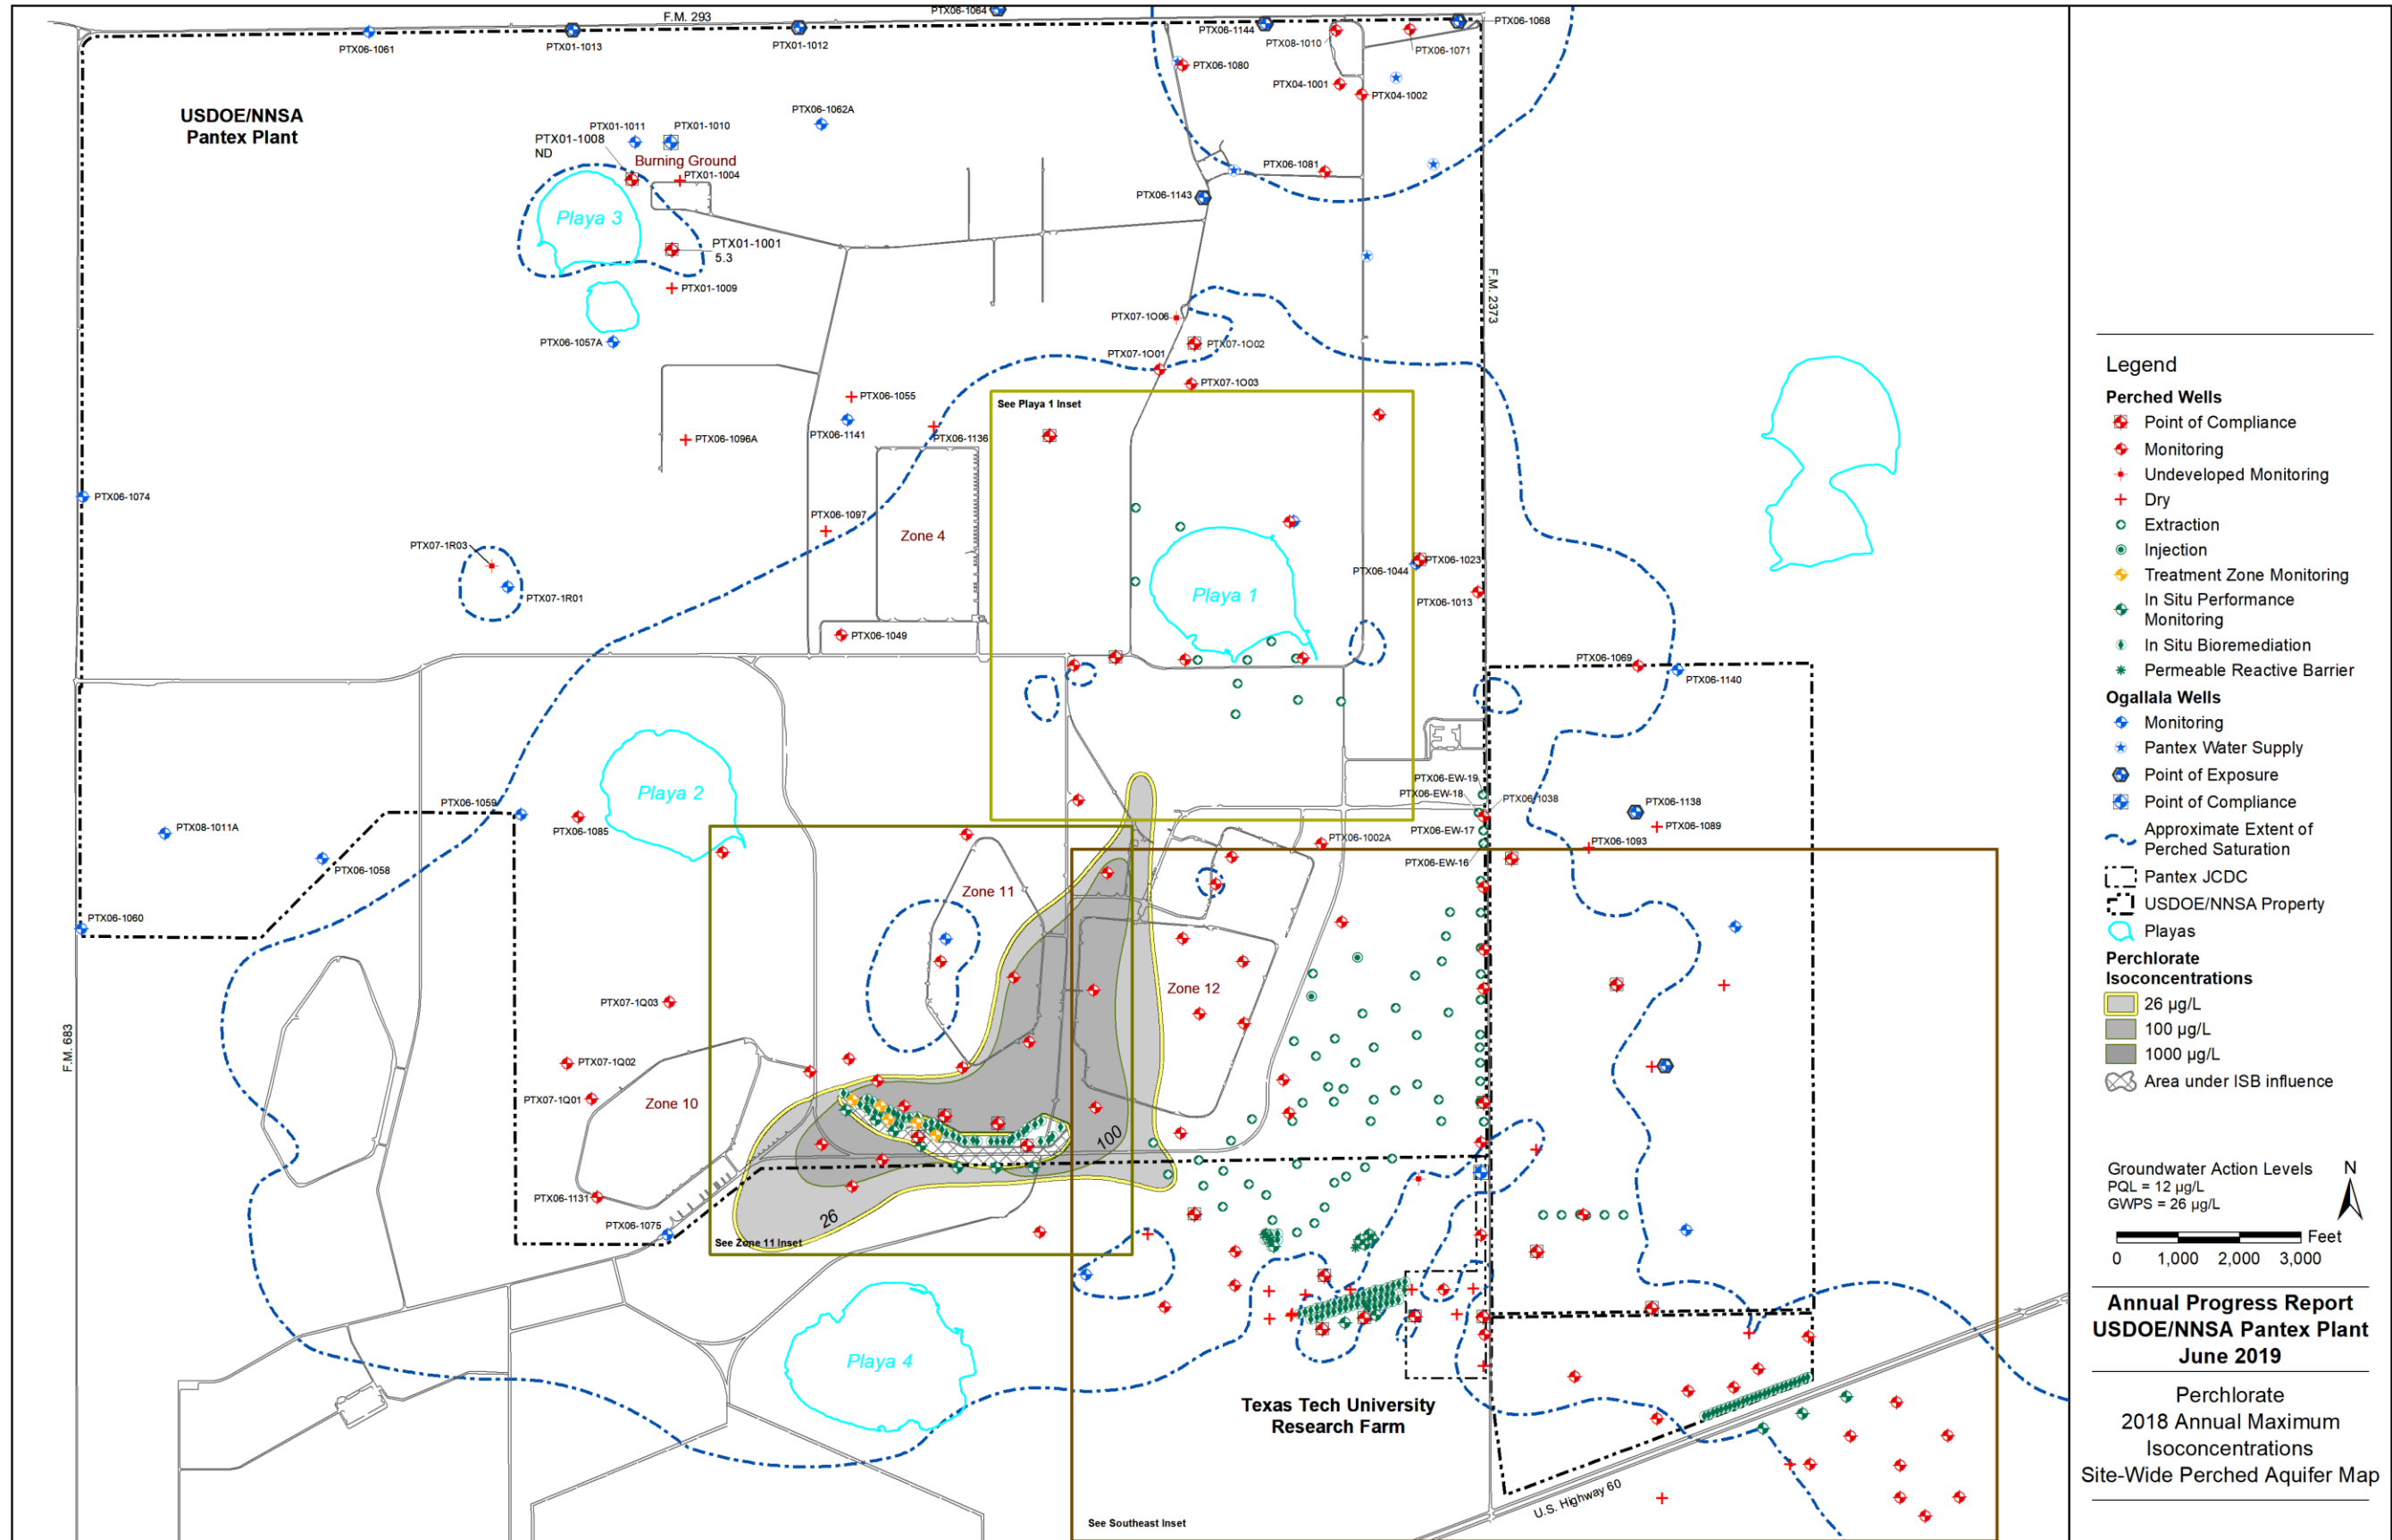 F.M. 293
PTX06-1064
PTX06-1061
PTX01-1013
PTX01-1012
PTX06-1144
PTX06-1068
PTX08-1010
PTX06-1071
PTX06-1080
PTX04-1001
PTX04-1002
USDOE/NNSA
Pantex Plant
PTX06-1062A
PTX01-1011
PTX01-1010
PTX01-1008
ND
Burning Ground
PTX01-1004
PTX06-1081
PTX06-1143
Playa 3
PTX01-1001
5.3
PTX01-1009
F.M. 2373
PTX07-1O06
PTX06-1057A
PTX07-1O02
PTX07-1O01
PTX07-1O03
PTX06-1055
See Playa 1 Inset
PTX06-1141
PTX06-1136
PTX06-1096A
PTX06-1074
PTX06-1097
Zone 4
PTX07-1R03
PTX06-1023
PTX06-1044
PTX07-1R01
Playa 1
PTX06-1013
PTX06-1049
PTX06-1069
PTX06-1140
Playa 2
PTX06-EW-19
PTX06-EW-18
PTX06-1038
PTX06-1138
PTX06-1059
PTX08-1011A
PTX06-1085
PTX06-EW-17
PTX06-1089
PTX06-1002A
PTX06-1093
PTX06-1058
PTX06-EW-16
Zone 11
PTX06-1060
Zone 12
PTX07-1Q03
F.M. 683
PTX07-1Q02
PTX07-1Q01
Zone 10
100
PTX06-1131
26
PTX06-1075
See Zone 11 Inset
Playa 4
Texas Tech University
Research Farm
U.S. Highway 60
See Southeast Inset
Legend
Perched Wells
Point of Compliance
Monitoring
Undeveloped Monitoring
Dry
Extraction
Injection
Treatment Zone Monitoring
In Situ Performance
Monitoring
In Situ Bioremediation
Permeable Reactive Barrier
Ogallala Wells
Monitoring
Pantex Water Supply
Point of Exposure
Point of Compliance
Approximate Extent of
Perched Saturation
Pantex JCDC
USDOE/NNSA Property
Playas
Perchlorate
Isoconcentrations
26 µg/L
100 µg/L
1000 µg/L
Area under ISB influence
Groundwater Action Levels
PQL = 12 µg/L
GWPS = 26 µg/L
N
Feet
0 1,000 2,000 3,000
Annual Progress Report
USDOE/NNSA Pantex Plant
June 2019
Perchlorate
2018 Annual Maximum
Isoconcentrations
Site-Wide Perched Aquifer Map